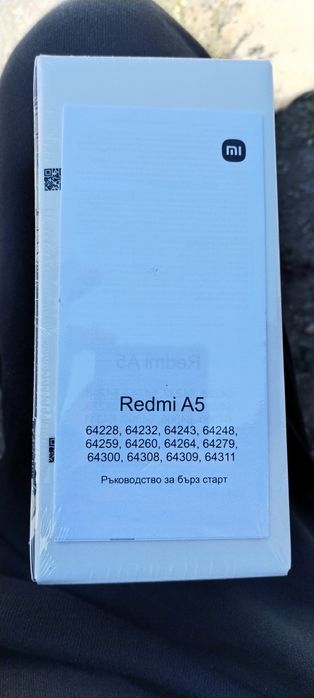 mi
Redmi A5
64228, 64232, 64243, 64248,
64259, 64260, 64264, 64279,
64300, 64308, 64309, 64311
Ръководство за бърз старт